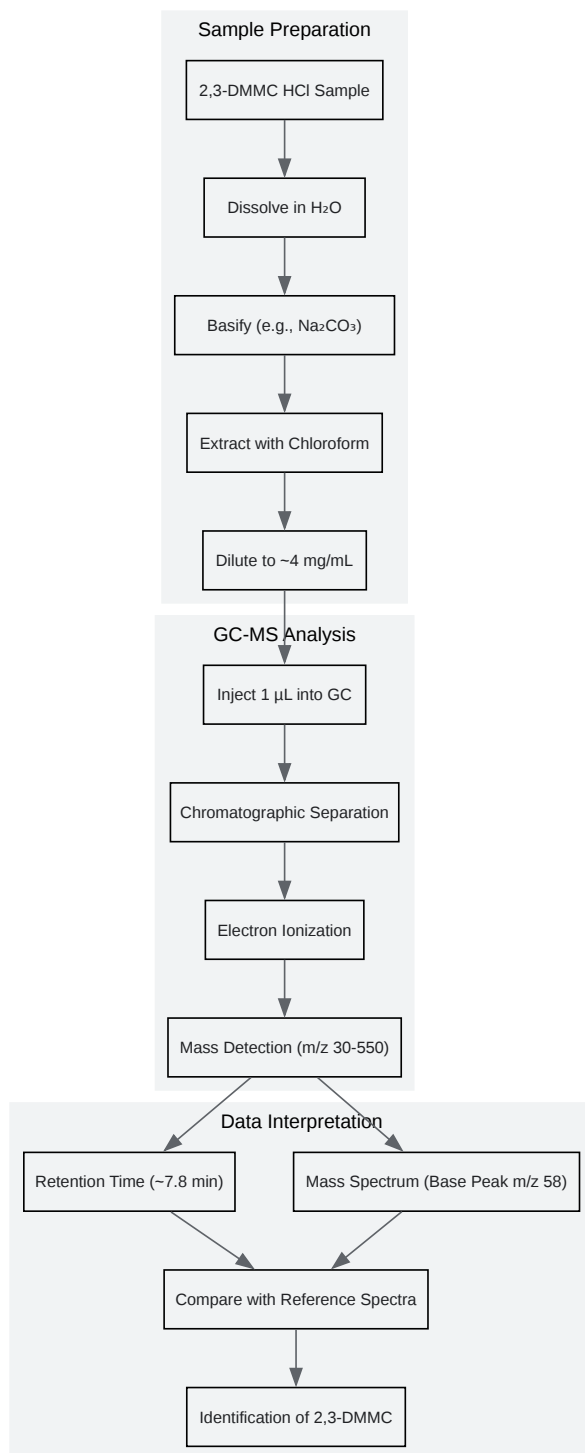 Sample Preparation
2,3-DMMC HCl Sample
Dissolve in H₂O
Basify (e.g., Na₂CO₃)
Extract with Chloroform
Dilute to ~4 mg/mL
GC-MS Analysis
Inject 1 µL into GC
Chromatographic Separation
Electron Ionization
Mass Detection (m/z 30-550)
Data Interpretation
Retention Time (~7.8 min)
Mass Spectrum (Base Peak m/z 58)
Compare with Reference Spectra
Identification of 2,3-DMMC